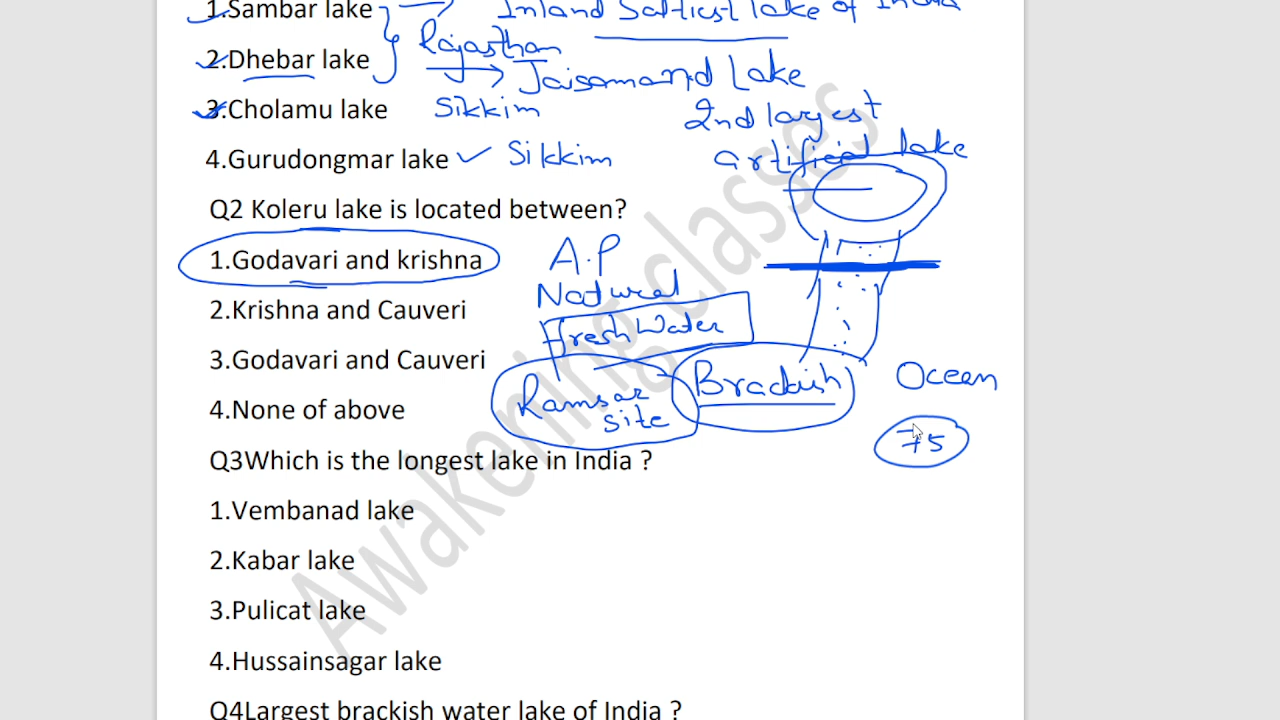 1.Sambar lake → Inland Saltiest lake of India
Rajasthan
2.Dhebar lake → Jaisamand Lake
3.Cholamu lake Sikkim 2nd largest
4.Gurudongmar lake ✓ Sikkim artificial lake
Q2 Koleru lake is located between?
1.Godavari and krishna A.P
Natural
2.Krishna and Cauveri Fresh Water
3.Godavari and Cauveri Brackish Ocean
4.None of above Ramsar site
75
Q3Which is the longest lake in India ?
1.Vembanad lake
2.Kabar lake
3.Pulicat lake
4.Hussainsagar lake
Q4Largest brackish water lake of India ?
Awakening classes